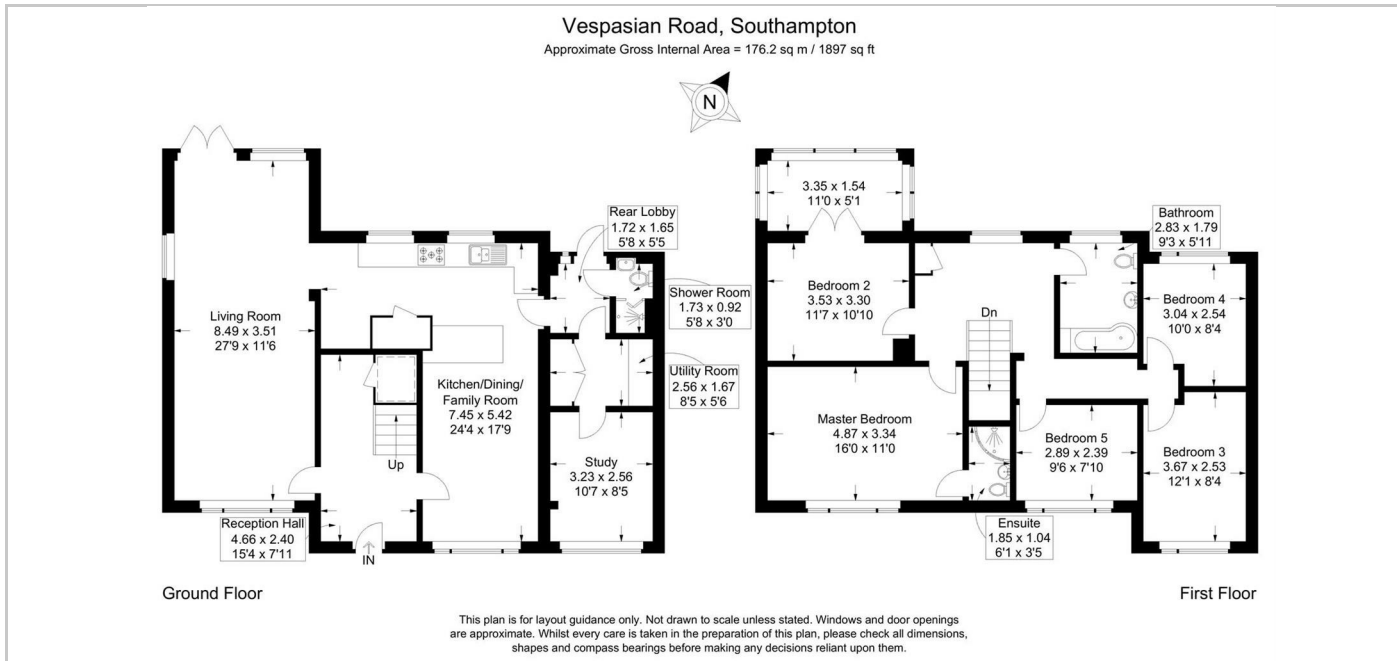 Vespasian Road, Southampton
Approximate Gross Internal Area = 176.2 sq m / 1897 sq ft
N
Living Room
8.49 x 3.51
27'9 x 11'6
Kitchen/Dining/
Family Room
7.45 x 5.42
24'4 x 17'9
Rear Lobby
1.72 x 1.65
5'8 x 5'5
Shower Room
1.73 x 0.92
5'8 x 3'0
Utility Room
2.56 x 1.67
8'5 x 5'6
Study
3.23 x 2.56
10'7 x 8'5
Up
Reception Hall
4.66 x 2.40
15'4 x 7'11
IN
Ground Floor
3.35 x 1.54
11'0 x 5'1
Bedroom 2
3.53 x 3.30
11'7 x 10'10
Dn
Bathroom
2.83 x 1.79
9'3 x 5'11
Bedroom 4
3.04 x 2.54
10'0 x 8'4
Master Bedroom
4.87 x 3.34
16'0 x 11'0
Bedroom 5
2.89 x 2.39
9'6 x 7'10
Bedroom 3
3.67 x 2.53
12'1 x 8'4
Ensuite
1.85 x 1.04
6'1 x 3'5
First Floor
This plan is for layout guidance only. Not drawn to scale unless stated. Windows and door openings
are approximate. Whilst every care is taken in the preparation of this plan, please check all dimensions,
shapes and compass bearings before making any decisions reliant upon them.